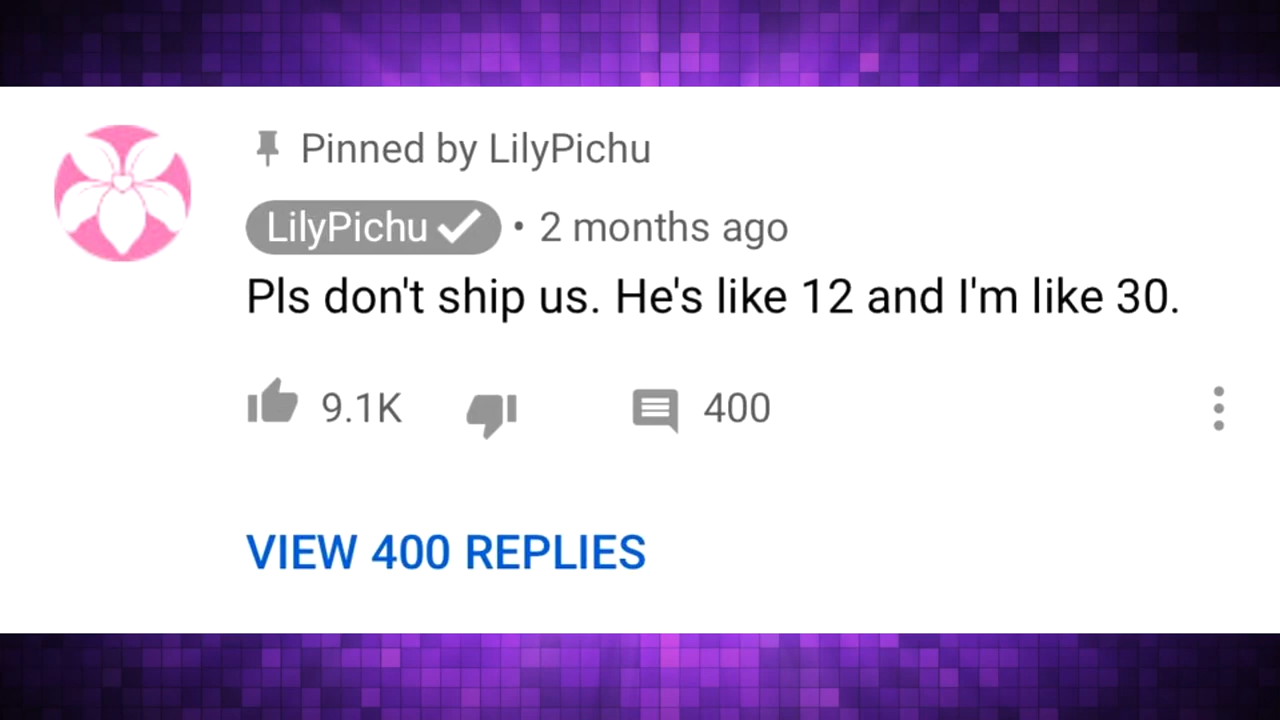 Pinned by LilyPichu
LilyPichu • 2 months ago
Pls don't ship us. He's like 12 and I'm like 30.
9.1K 400
VIEW 400 REPLIES